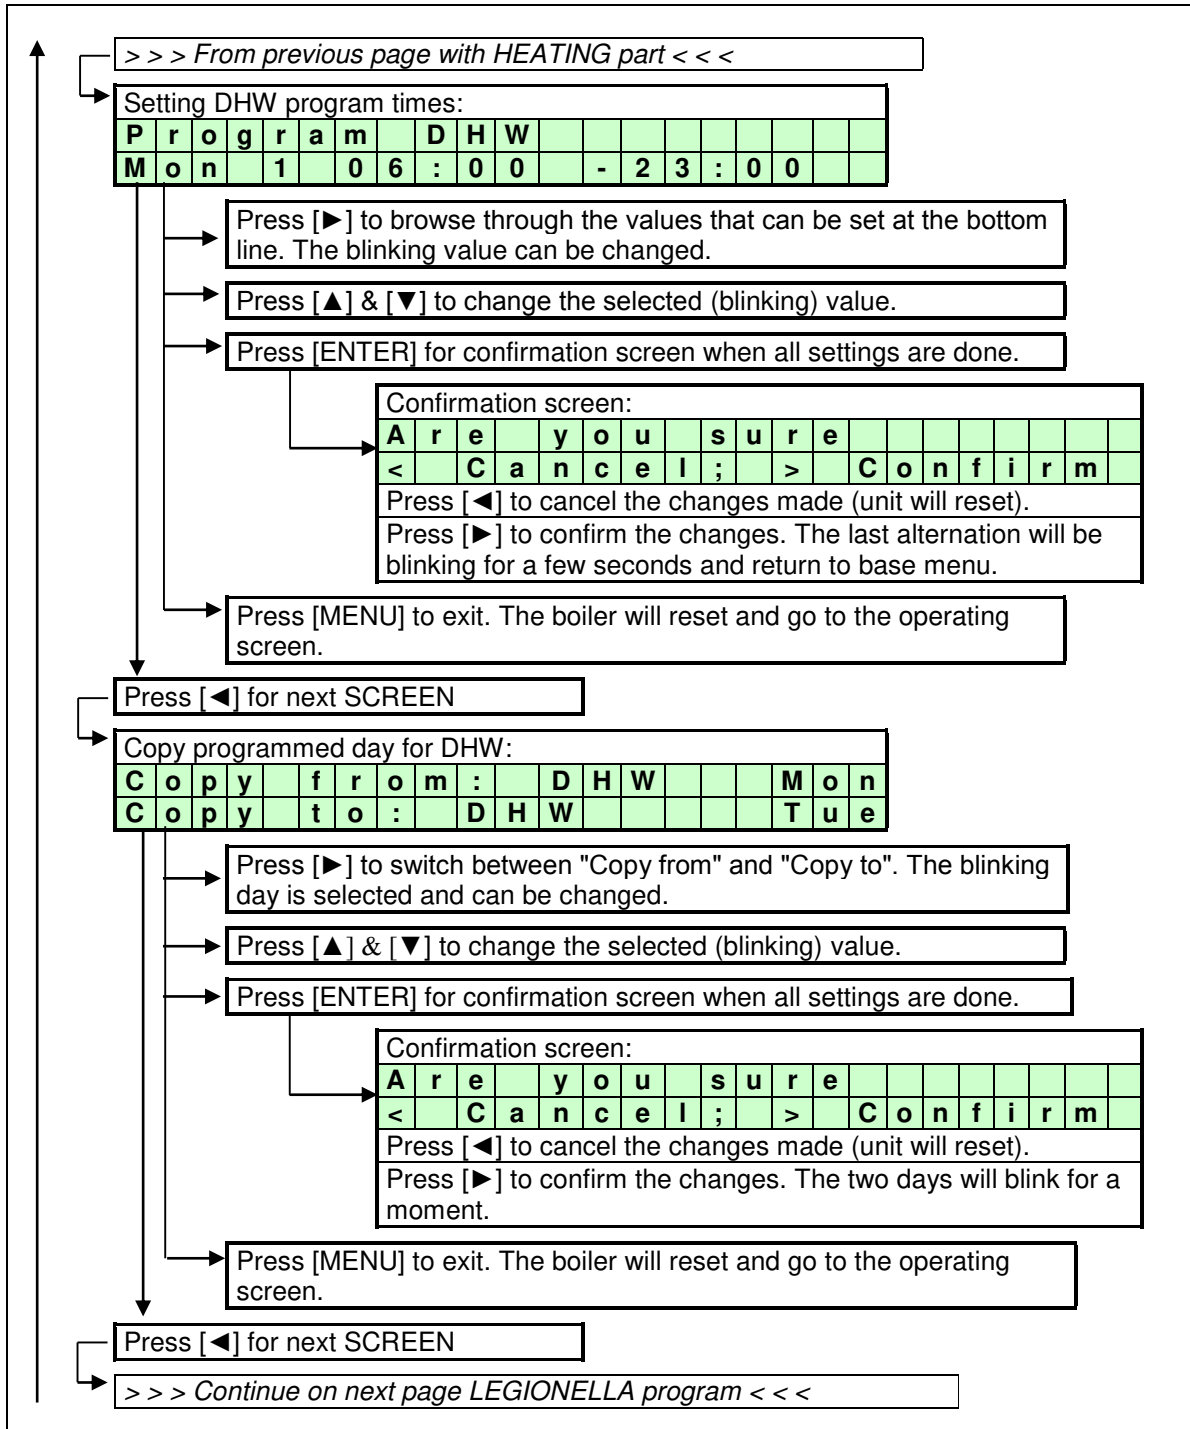 > > > From previous page with HEATING part < < <
Setting DHW program times:
Program DHW
Mon 1 06:00 -23:00
Press [►] to browse through the values that can be set at the bottom
line. The blinking value can be changed.
Press [▲] & [▼] to change the selected (blinking) value.
Press [ENTER] for confirmation screen when all settings are done.
Confirmation screen:
Are you sure
< Cancel; > Confirm
Press [◄] to cancel the changes made (unit will reset).
Press [►] to confirm the changes. The last alternation will be
blinking for a few seconds and return to base menu.
Press [MENU] to exit. The boiler will reset and go to the operating
screen.
Press [◄] for next SCREEN
Copy programmed day for DHW:
Copy from: DHW Mon
Copy to: DHW Tue
Press [►] to switch between "Copy from" and "Copy to". The blinking
day is selected and can be changed.
Press [▲] & [▼] to change the selected (blinking) value.
Press [ENTER] for confirmation screen when all settings are done.
Confirmation screen:
Are you sure
< Cancel; > Confirm
Press [◄] to cancel the changes made (unit will reset).
Press [►] to confirm the changes. The two days will blink for a
moment.
Press [MENU] to exit. The boiler will reset and go to the operating
screen.
Press [◄] for next SCREEN
> > > Continue on next page LEGIONELLA program < < <